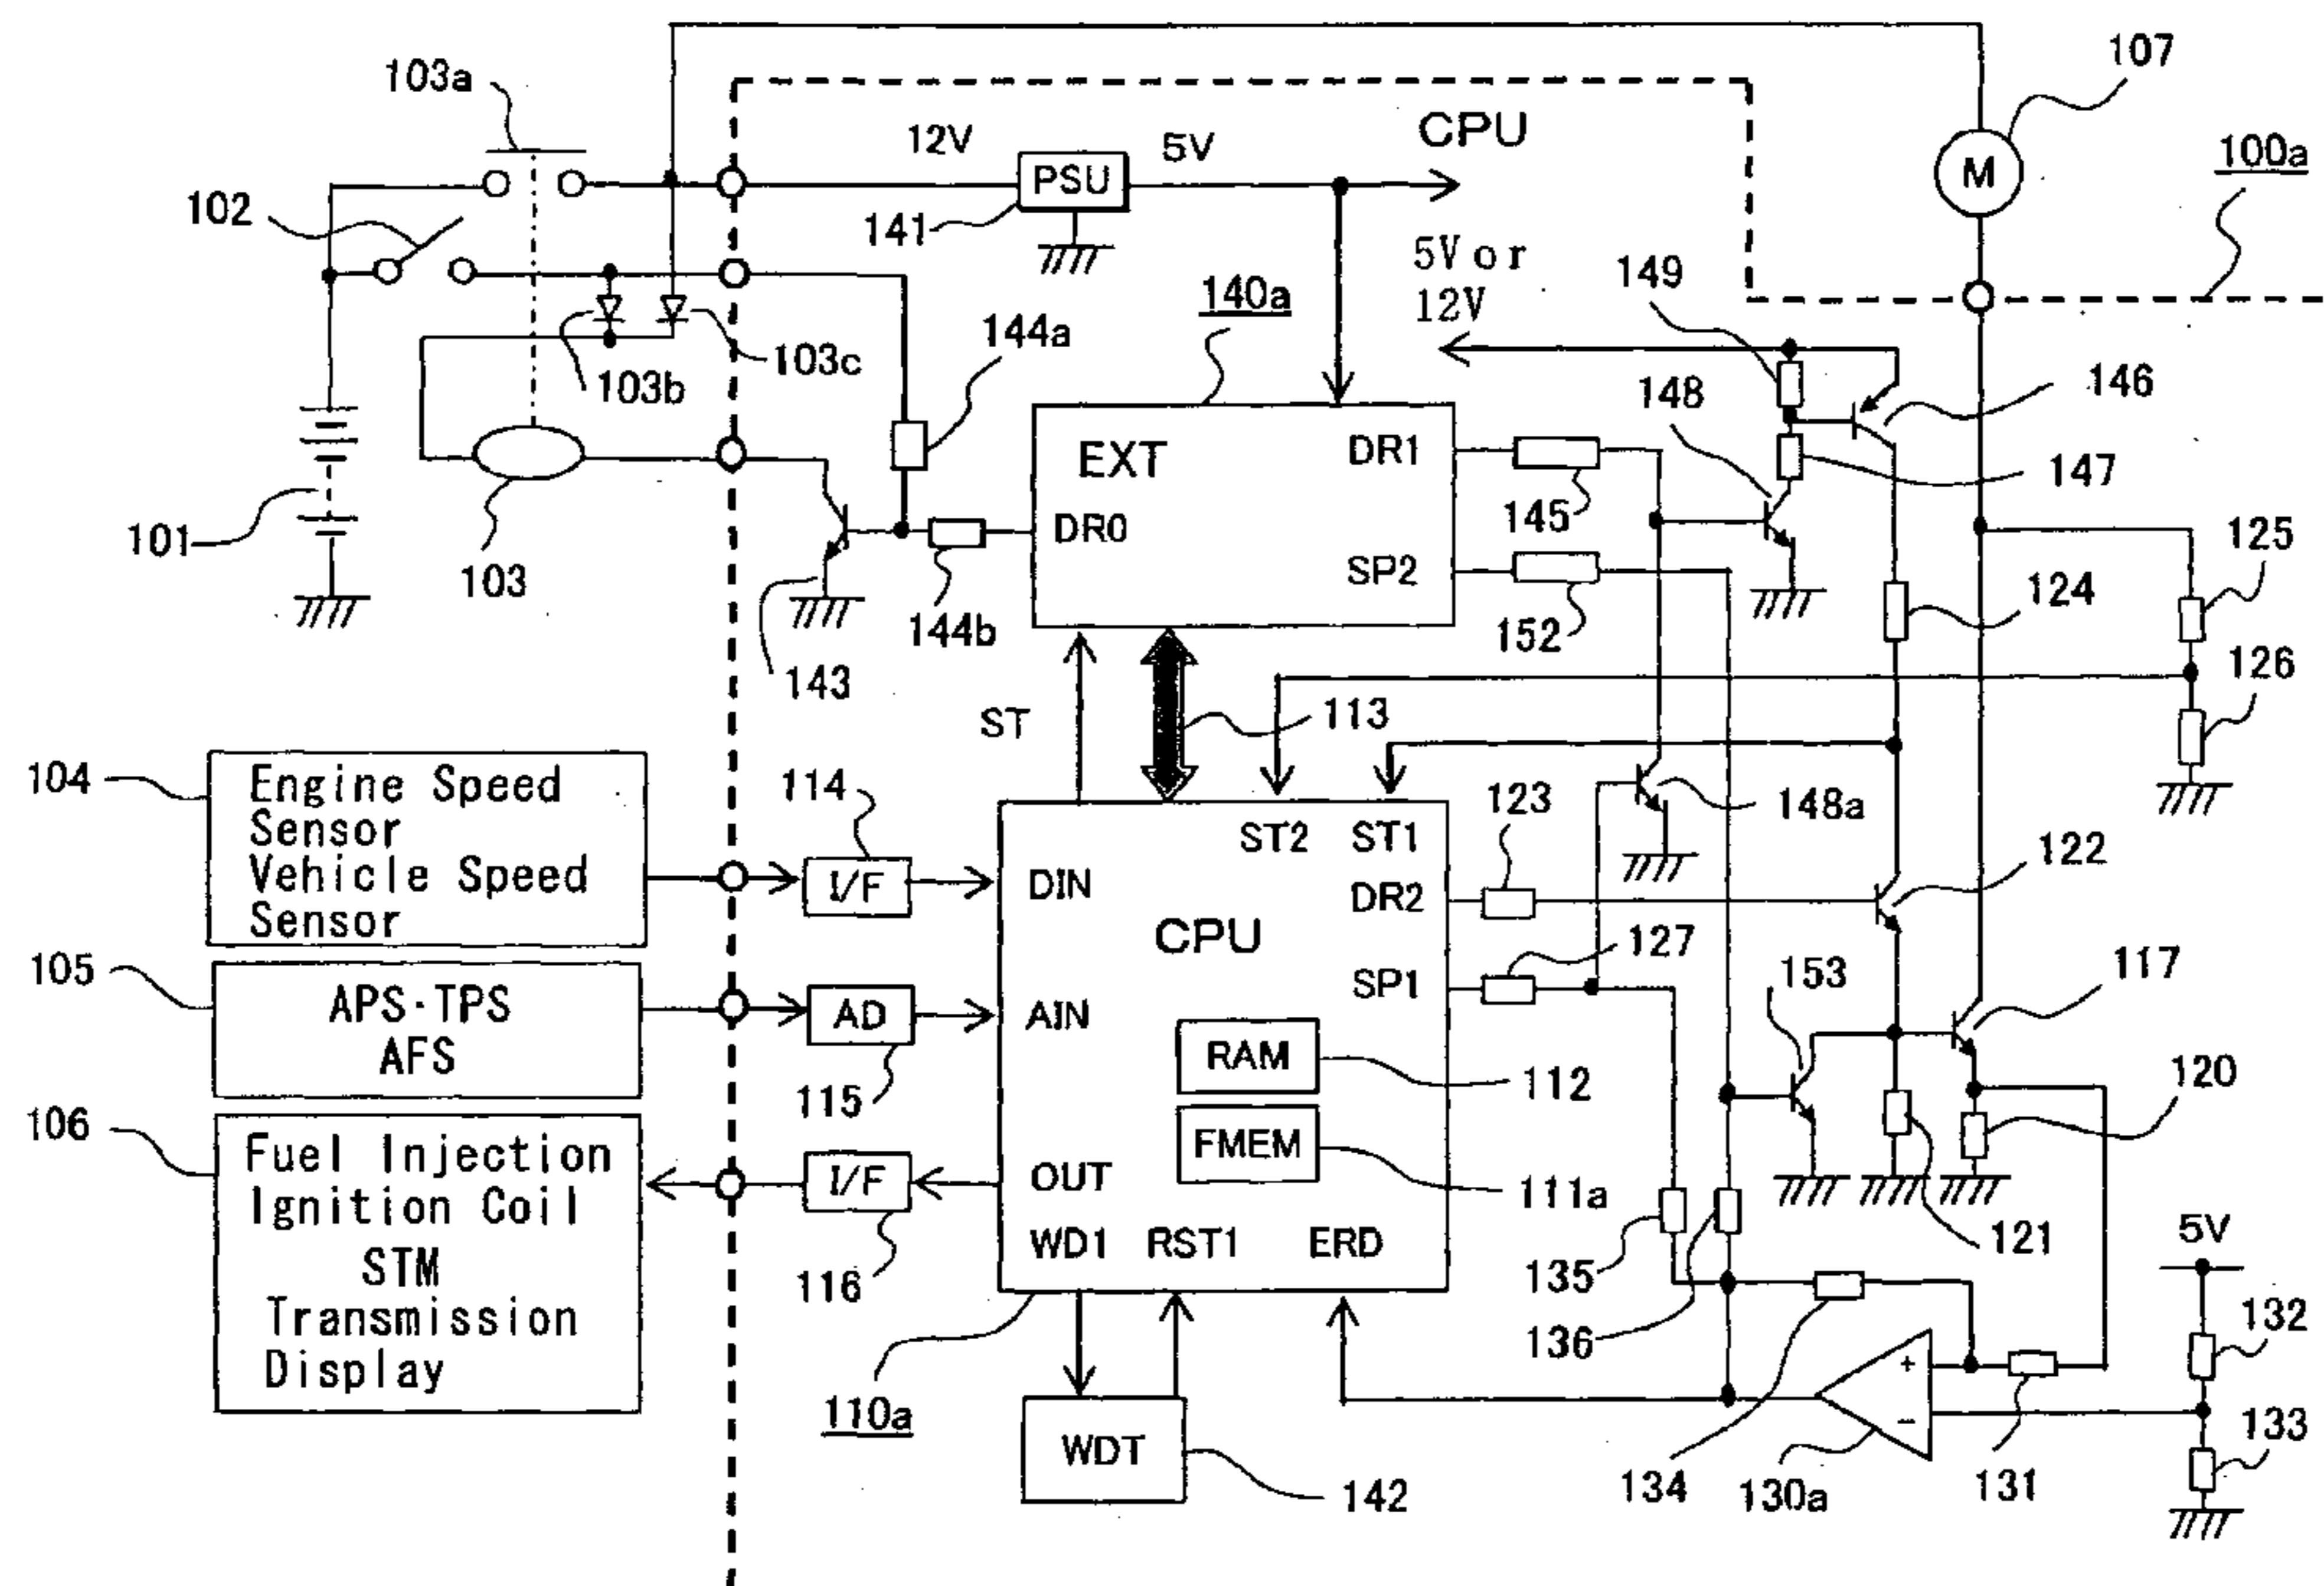 107
103a
CPU
12V
5V
100a
PSU
M
102
141
5V or
12V
149
140a
144a
103c
103b
148
146
EXT
DR1
147
101
DR0
145
125
103
SP2
124
144b
152
126
143
ST
113
104
Engine Speed
Sensor
Vehicle Speed
Sensor
114
I/F
DIN
ST2
ST1
123
148a
122
DR2
CPU
127
105
APS·TPS
AFS
AD
AIN
SP1
153
117
115
RAM
112
120
106
Fuel Injection
Ignition Coil
STM
Transmission
Display
I/F
116
OUT
FMEM
111a
121
5V
WD1
RST1
ERD
135
136
132
+
−
110a
WDT
142
134
130a
131
133